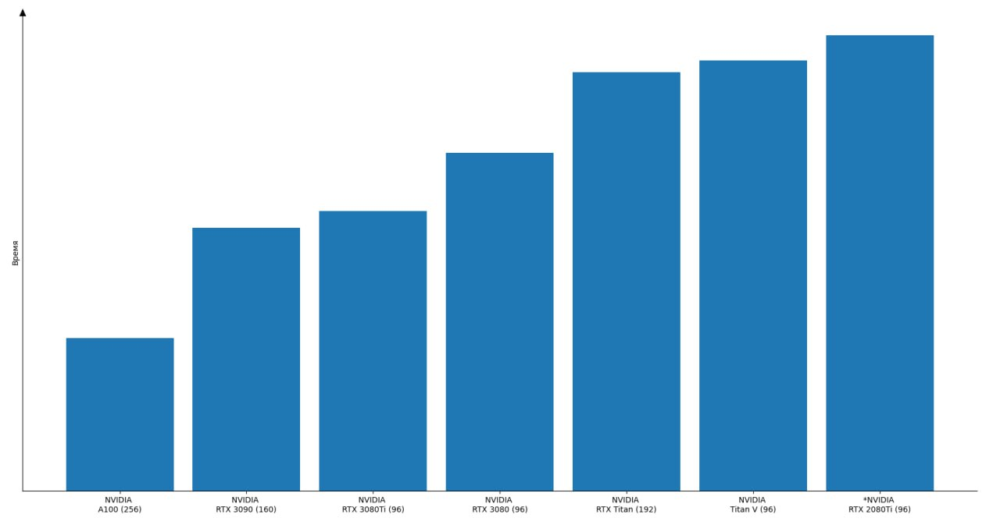 Время
NVIDIA
A100 (256)
NVIDIA
RTX 3090 (160)
NVIDIA
RTX 3080Ti (96)
NVIDIA
RTX 3080 (96)
NVIDIA
RTX Titan (192)
NVIDIA
Titan V (96)
*NVIDIA
RTX 2080Ti (96)